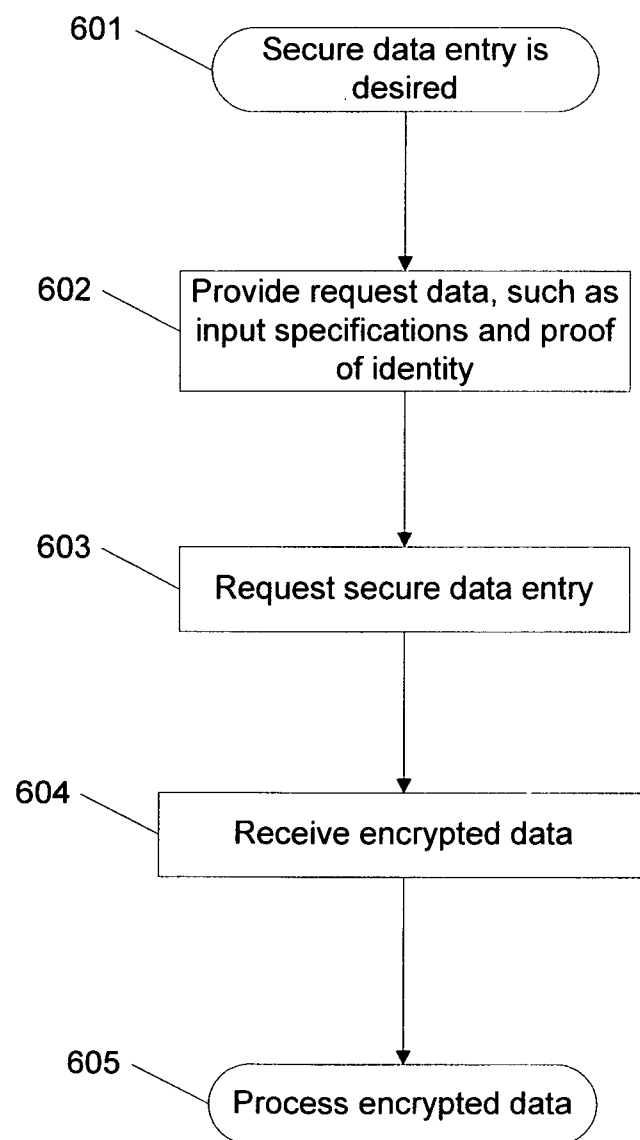 601
Secure data entry is
desired
602
Provide request data, such as
input specifications and proof
of identity
603
Request secure data entry
604
Receive encrypted data
605
Process encrypted data